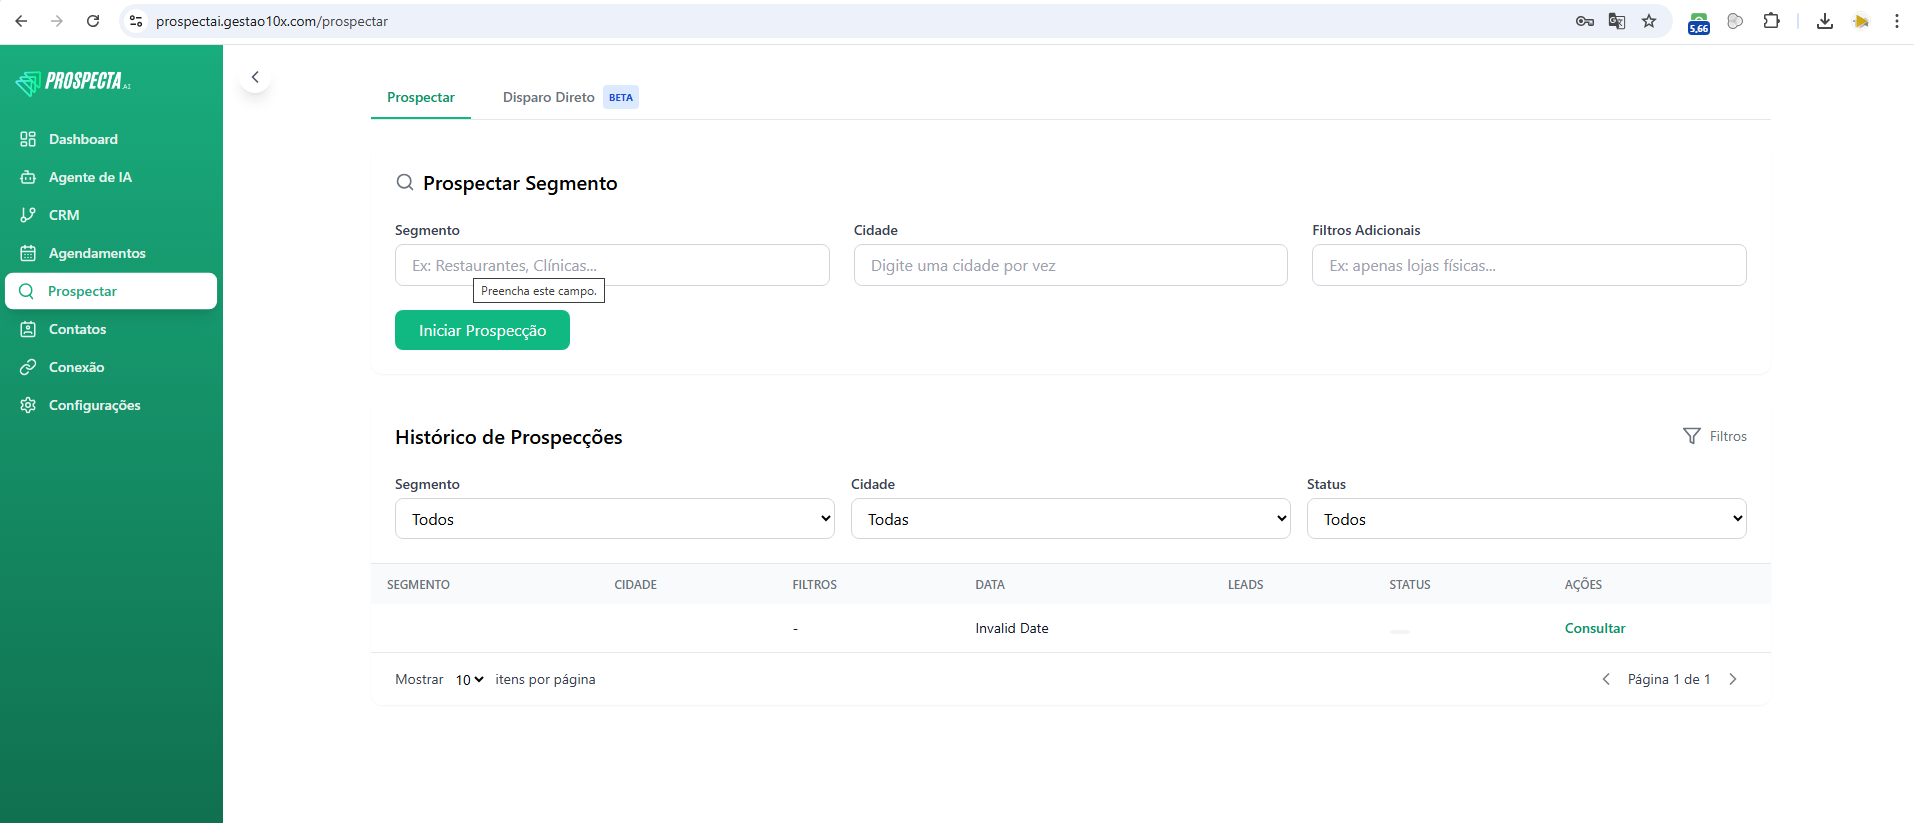 prospectai.gestao10x.com/prospectar
5,66
PROSPECTA.AI
Dashboard
Agente de IA
CRM
Agendamentos
Prospectar
Contatos
Conexão
Configurações
Prospectar
Disparo Direto BETA
Prospectar Segmento
Segmento Cidade Filtros Adicionais
Ex: Restaurantes, Clínicas... Digite uma cidade por vez Ex: apenas lojas físicas...
Preencha este campo.
Iniciar Prospecção
Histórico de Prospecções
Filtros
Segmento Cidade Status
Todos Todas Todos
SEGMENTO CIDADE FILTROS DATA LEADS STATUS AÇÕES
- Invalid Date Consultar
Mostrar 10 itens por página Página 1 de 1